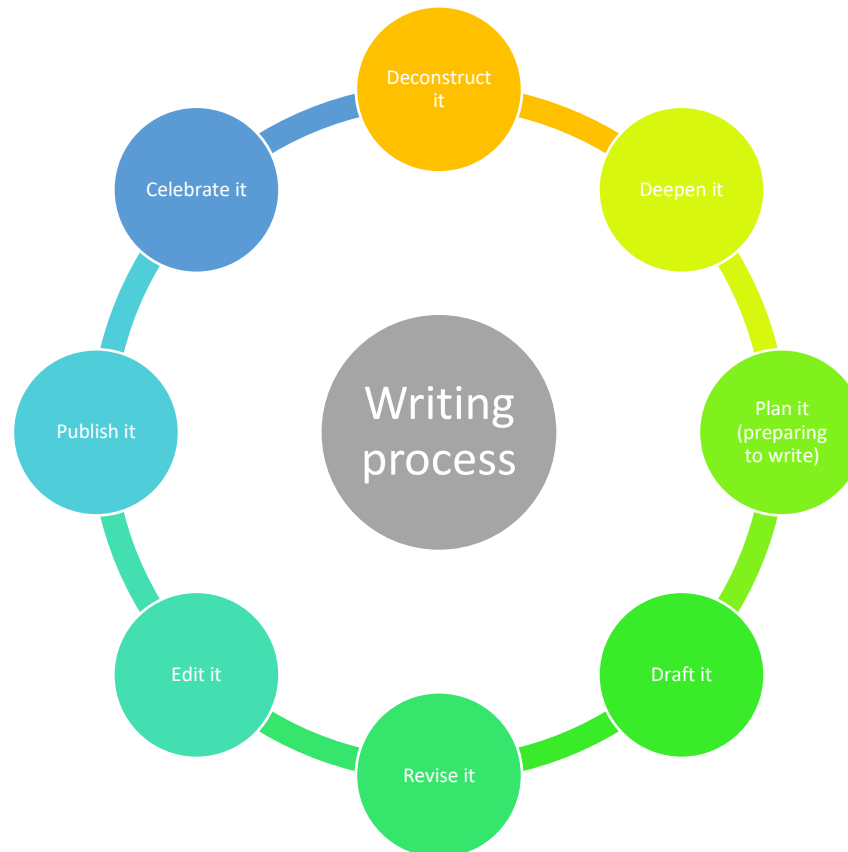 Deconstruct
it
Deepen it
Plan it
(preparing
to write)
Draft it
Revise it
Edit it
Publish it
Celebrate it
Writing
process